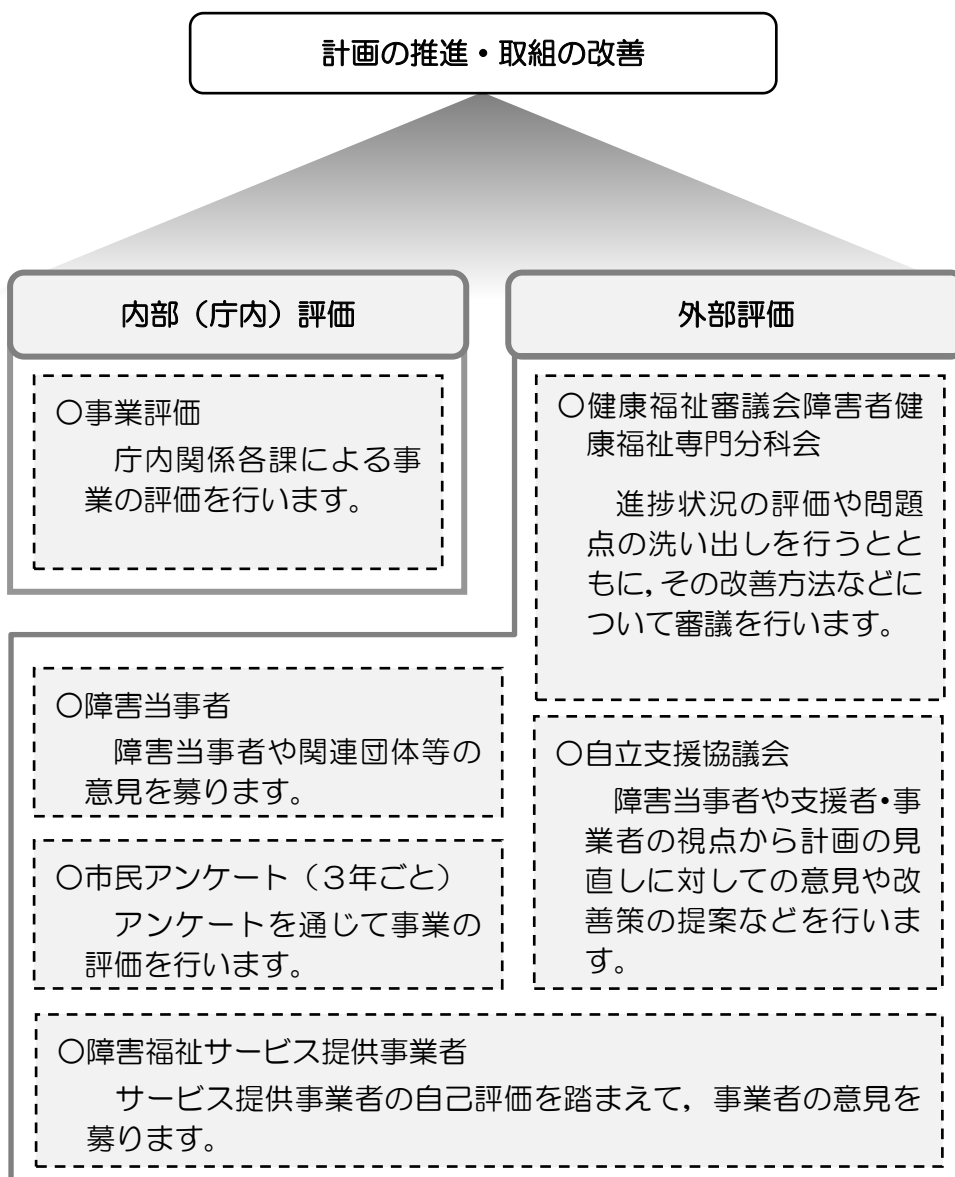 計画の推進・取組の改善
内部（庁内）評価
〇事業評価
庁内関係各課による事
業の評価を行います。
外部評価
〇健康福祉審議会障害者健
康福祉専門分科会
進捗状況の評価や問題
点の洗い出しを行うとと
もに，その改善方法などに
ついて審議を行います。
〇障害当事者
障害当事者や関連団体等の
意見を募ります。
〇市民アンケート（３年ごと）
アンケートを通じて事業の
評価を行います。
〇自立支援協議会
障害当事者や支援者・事
業者の視点から計画の見
直しに対しての意見や改
善策の提案などを行いま
す。
〇障害福祉サービス提供事業者
サービス提供事業者の自己評価を踏まえて，事業者の意見を
募ります。